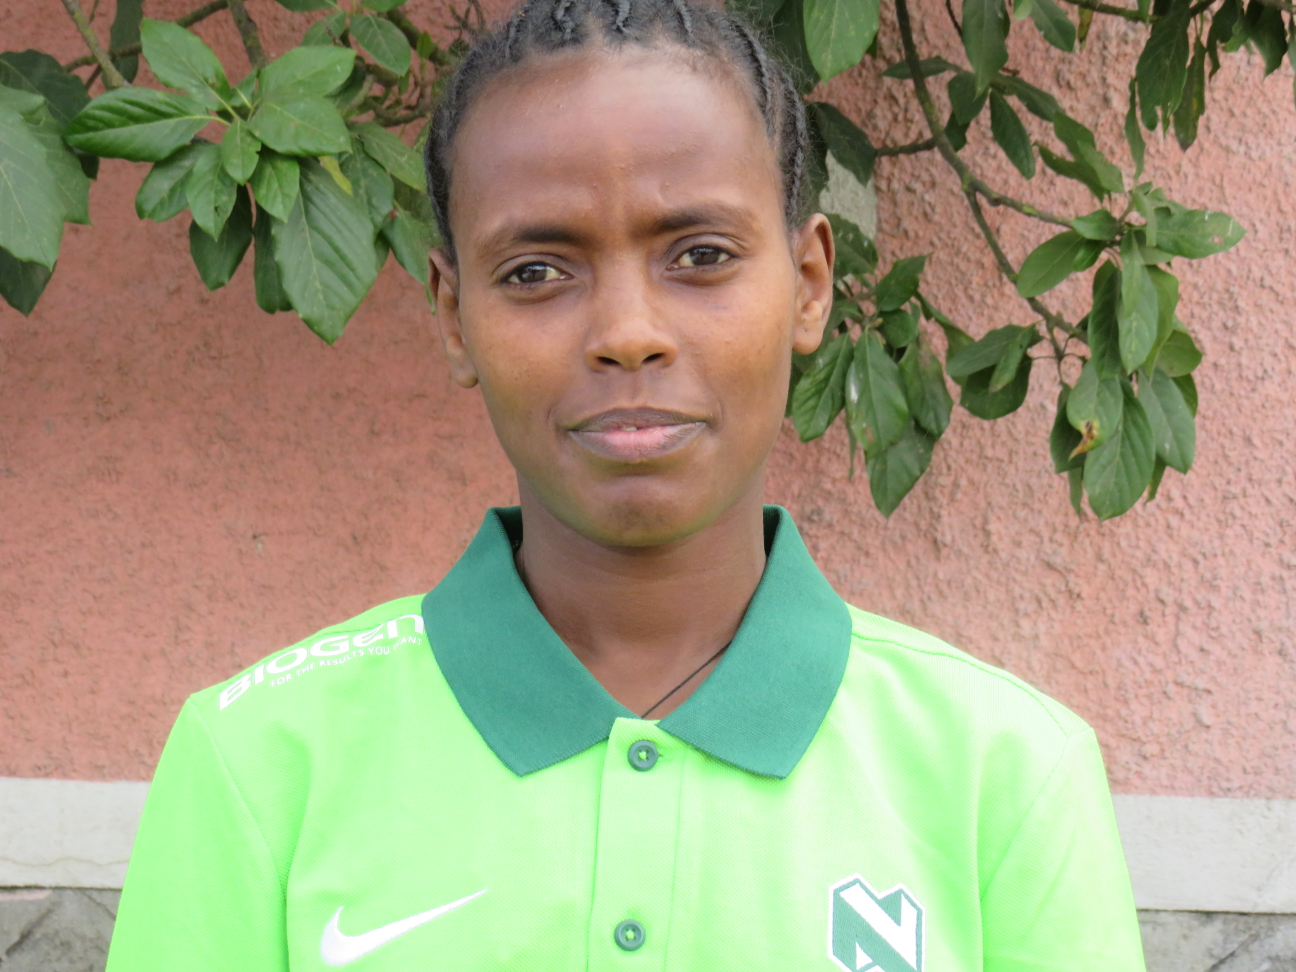 BIOGEN
FOR THE RESULTS YOU WANT
N